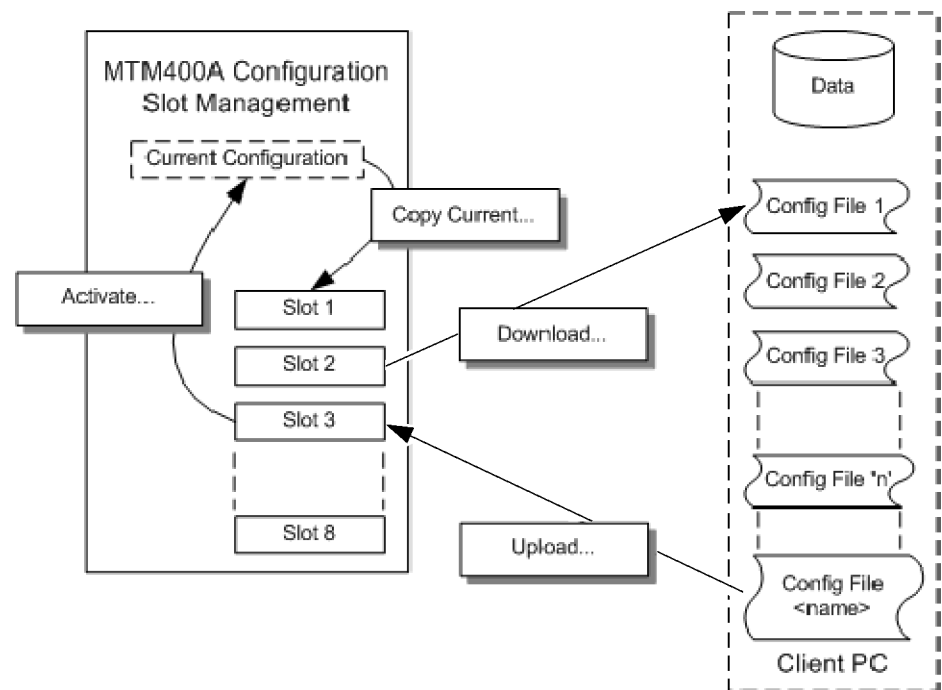 MTM400A Configuration
Slot Management
Current Configuration
Copy Current...
Activate...
Slot 1
Slot 2
Slot 3
Slot 8
Download...
Upload...
Data
Config File 1
Config File 2
Config File 3
Config File 'n'
Config File
<name>
Client PC